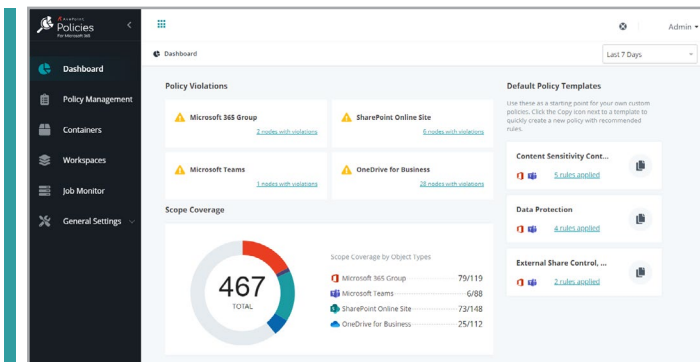 AvePoint
Policies
For Microsoft 365
Dashboard
Policy Management
Containers
Workspaces
Job Monitor
General Settings
Admin
Dashboard
Last 7 Days
Policy Violations
Microsoft 365 Group
2 nodes with violations
SharePoint Online Site
6 nodes with violations
Microsoft Teams
1 nodes with violations
OneDrive for Business
28 nodes with violations
Scope Coverage
467
TOTAL
Scope Coverage by Object Types
Microsoft 365 Group 79/119
Microsoft Teams 6/88
SharePoint Online Site 73/148
OneDrive for Business 25/112
Default Policy Templates
Use these as a starting point for your own custom
policies. Click the Copy icon next to a template to
quickly create a new policy with recommended
rules.
Content Sensitivity Cont...
5 rules applied
Data Protection
4 rules applied
External Share Control, ...
2 rules applied